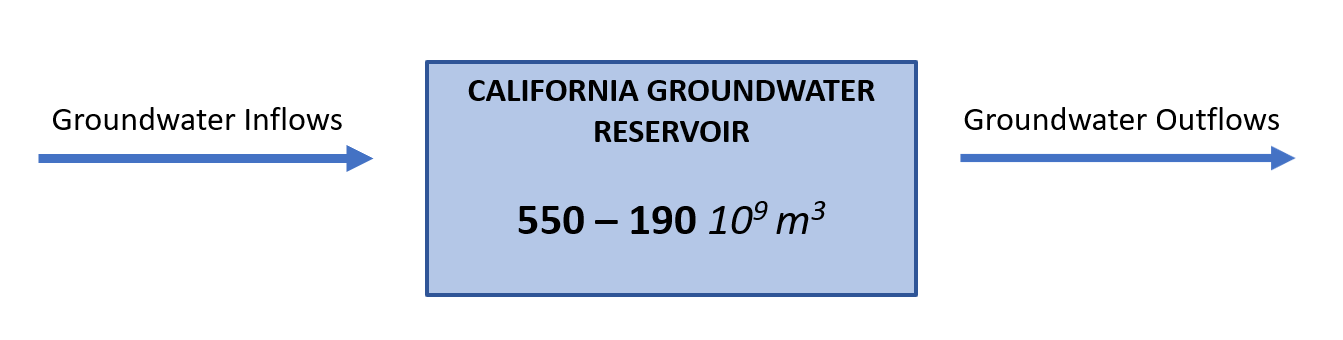 Groundwater Inflows
CALIFORNIA GROUNDWATER
RESERVOIR
550 – 190 10⁹ m³
Groundwater Outflows